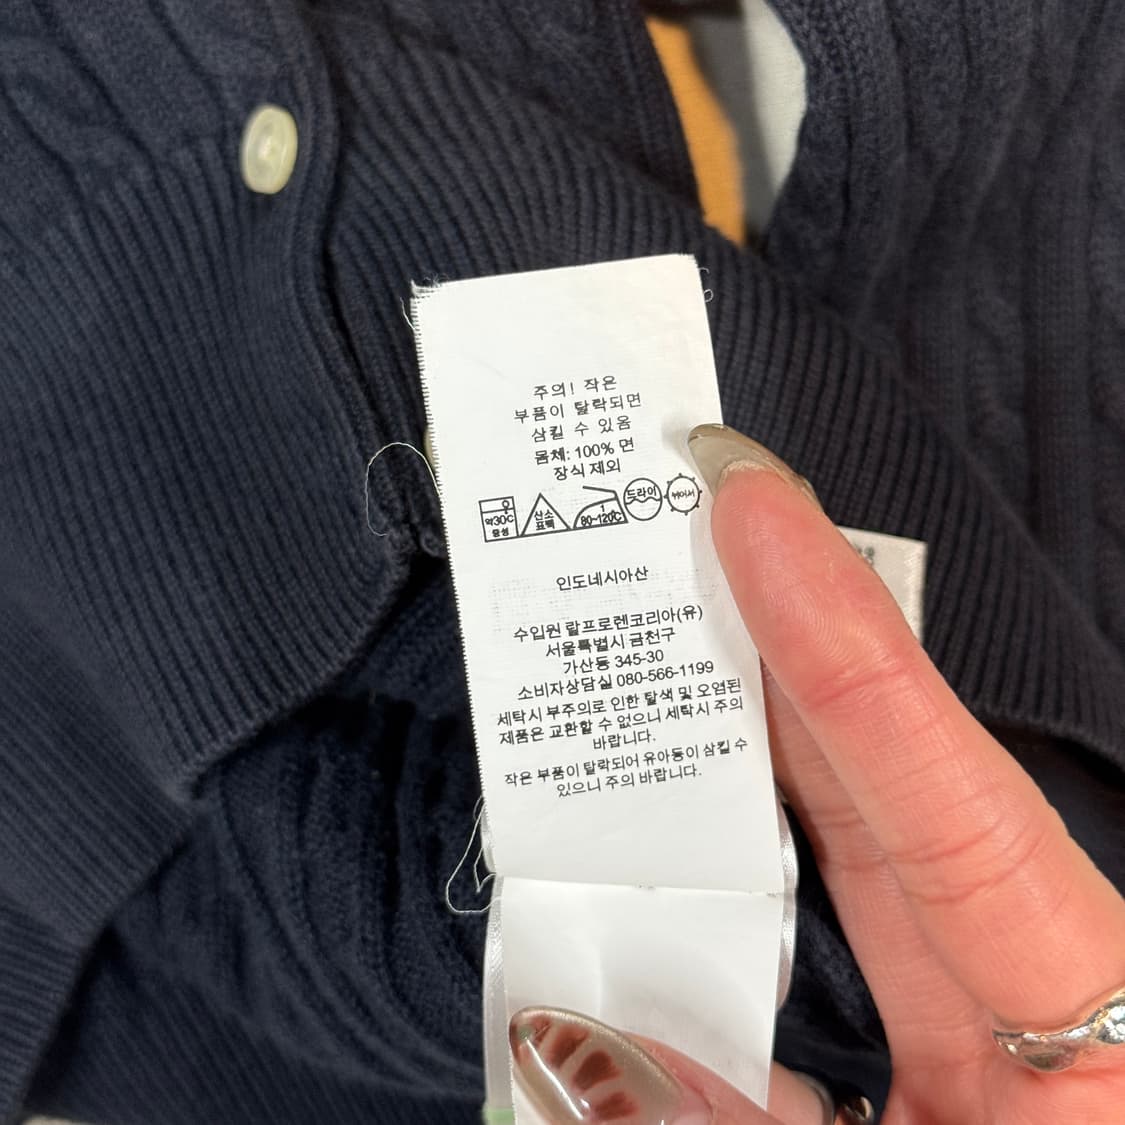 주의! 작은
부품이 탈락되면
삼킬 수 있음
몸체: 100% 면
장식 제외
약30℃
중성
산소
표백
80~120℃
드라이
뉘어서
인도네시아산
수입원 랄프로렌코리아(유)
서울특별시 금천구
가산동 345-30
소비자상담실 080-566-1199
세탁시 부주의로 인한 탈색 및 오염된
제품은 교환할 수 없으니 세탁시 주의
바랍니다.
작은 부품이 탈락되어 유아동이 삼킬 수
있으니 주의 바랍니다.